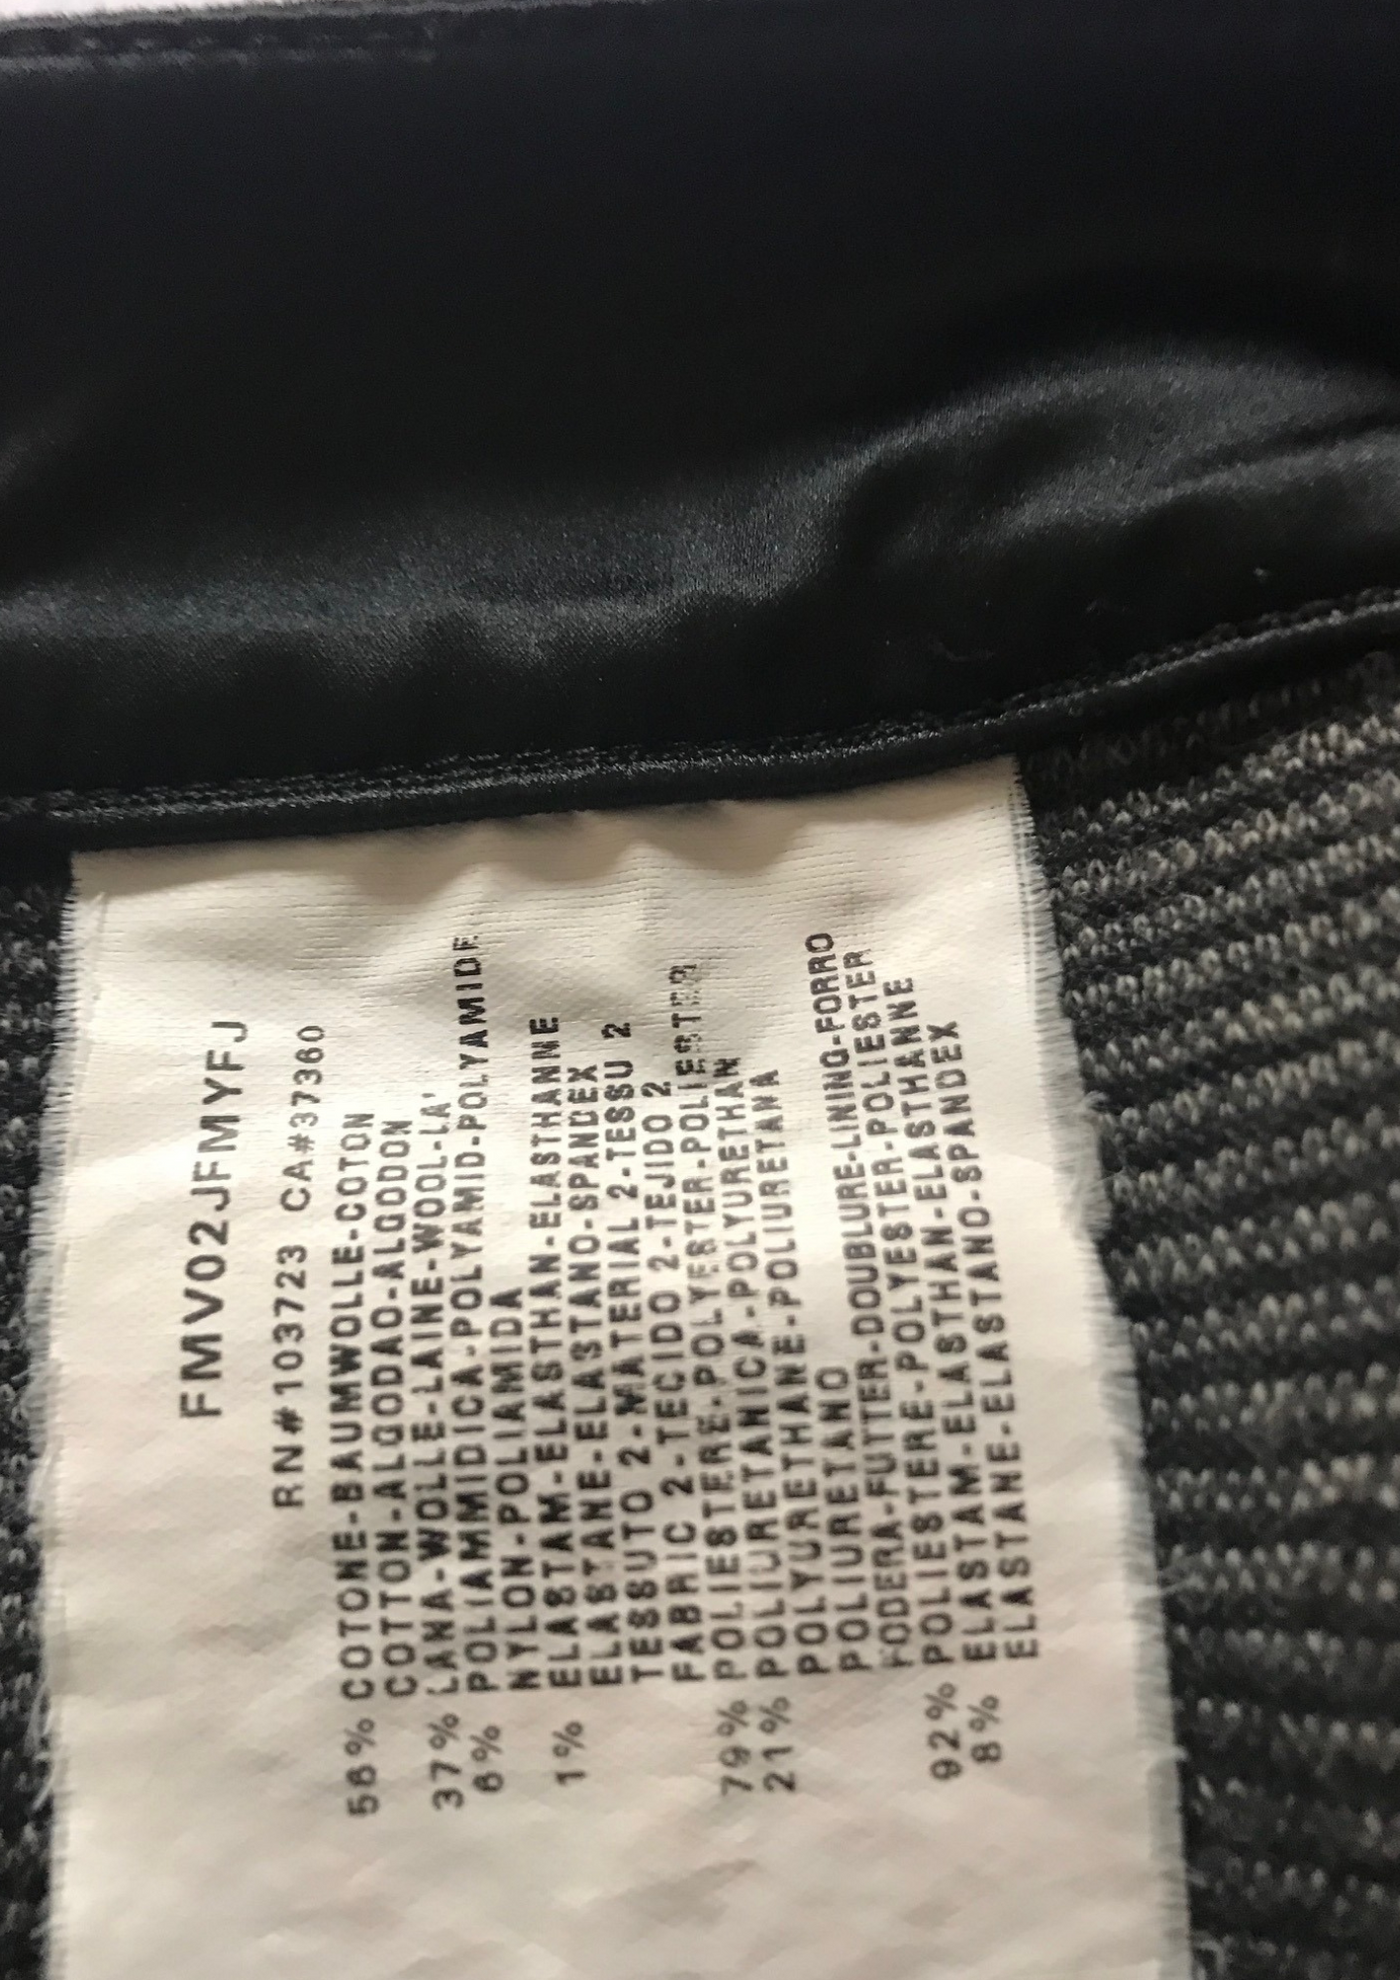 FMV02JFMYFJ
RN#103723 CA#37360
56% COTONE-BAUMWOLLE-COTON
COTTON-ALGODAO-ALGODON
37% LANA-WOLLE-LAINE-WOOL-LA'
6% POLIAMMIDICA-POLYAMID-POLYAMIDE
NYLON-POLIAMIDA
1% ELASTAM-ELASTHAN-ELASTHANNE
ELASTANE-ELASTANO-SPANDEX
TESSUTO 2-MATERIAL 2-TESSU 2
FABRIC 2-TECIDO 2-TEJIDO 2
79% POLIESTERE-POLYESTER-POLIESTER
21% POLIURETANICA-POLYURETHAN
POLYURETHANE-POLIURETANA
POLIURETANO
FODERA-FUTTER-DOUBLURE-LINING-FORRO
92% POLIESTERE-POLYESTER-POLIESTER
8% ELASTAM-ELASTHAN-ELASTHANNE
ELASTANE-ELASTANO-SPANDEX